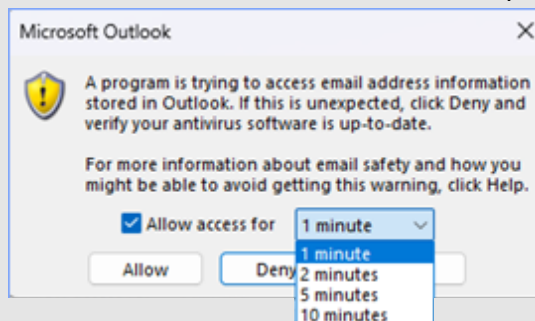 Microsoft Outlook
A program is trying to access email address information
stored in Outlook. If this is unexpected, click Deny and
verify your antivirus software is up-to-date.
For more information about email safety and how you
might be able to avoid getting this warning, click Help.
Allow access for 1 minute
Allow Deny
1 minute
2 minutes
5 minutes
10 minutes